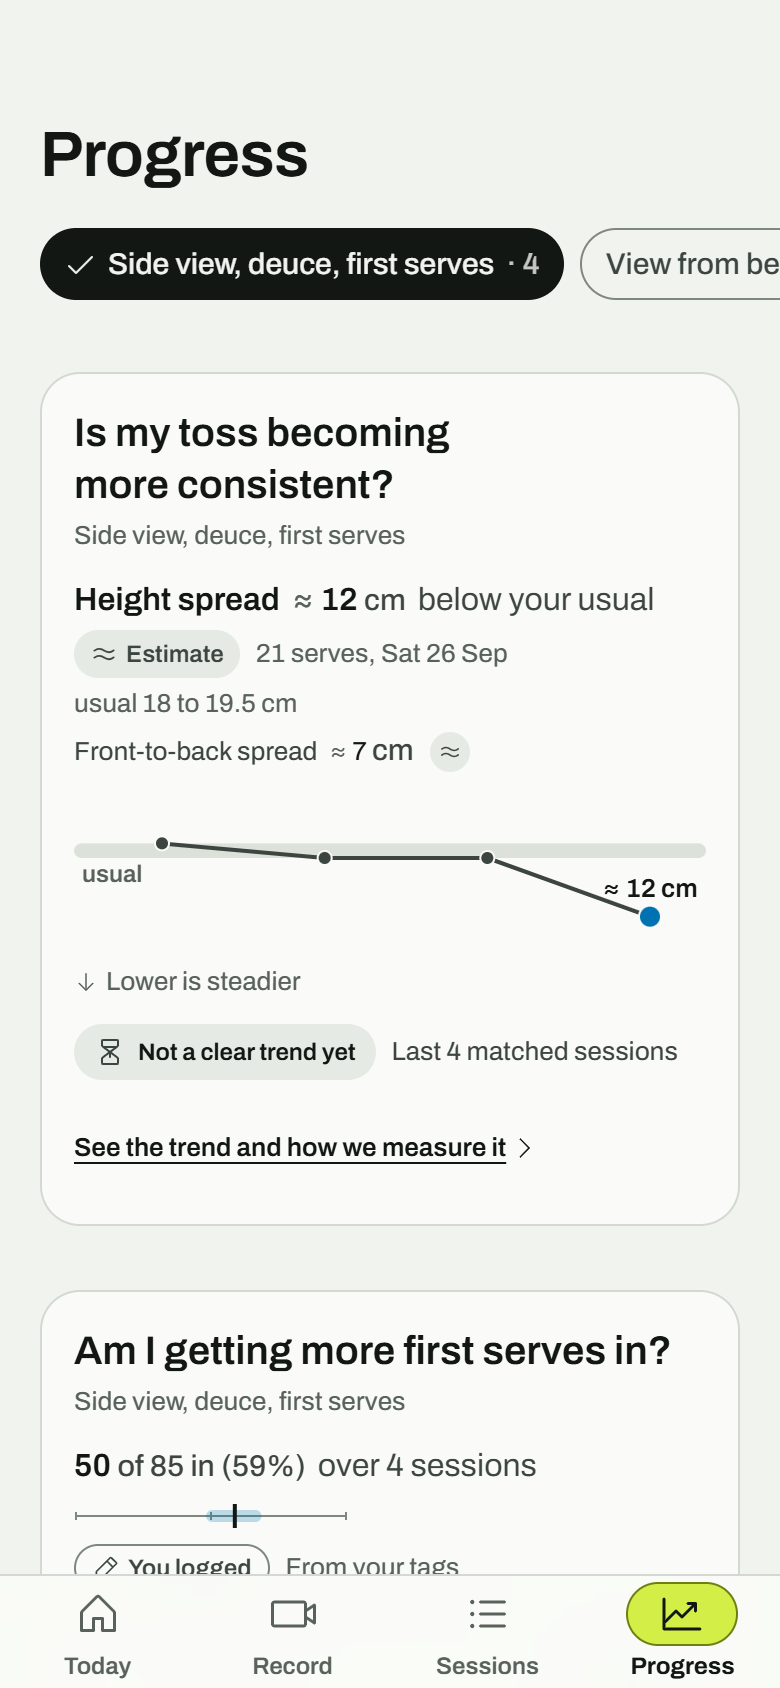 Progress
Side view, deuce, first serves · 4
View from be
Is my toss becoming
more consistent?
Side view, deuce, first serves
Height spread ≈ 12 cm below your usual
≈ Estimate 21 serves, Sat 26 Sep
usual 18 to 19.5 cm
Front-to-back spread ≈ 7 cm ≈
usual
≈ 12 cm
↓ Lower is steadier
Not a clear trend yet Last 4 matched sessions
See the trend and how we measure it
Am I getting more first serves in?
Side view, deuce, first serves
50 of 85 in (59%) over 4 sessions
You logged From your tags
Today Record Sessions Progress